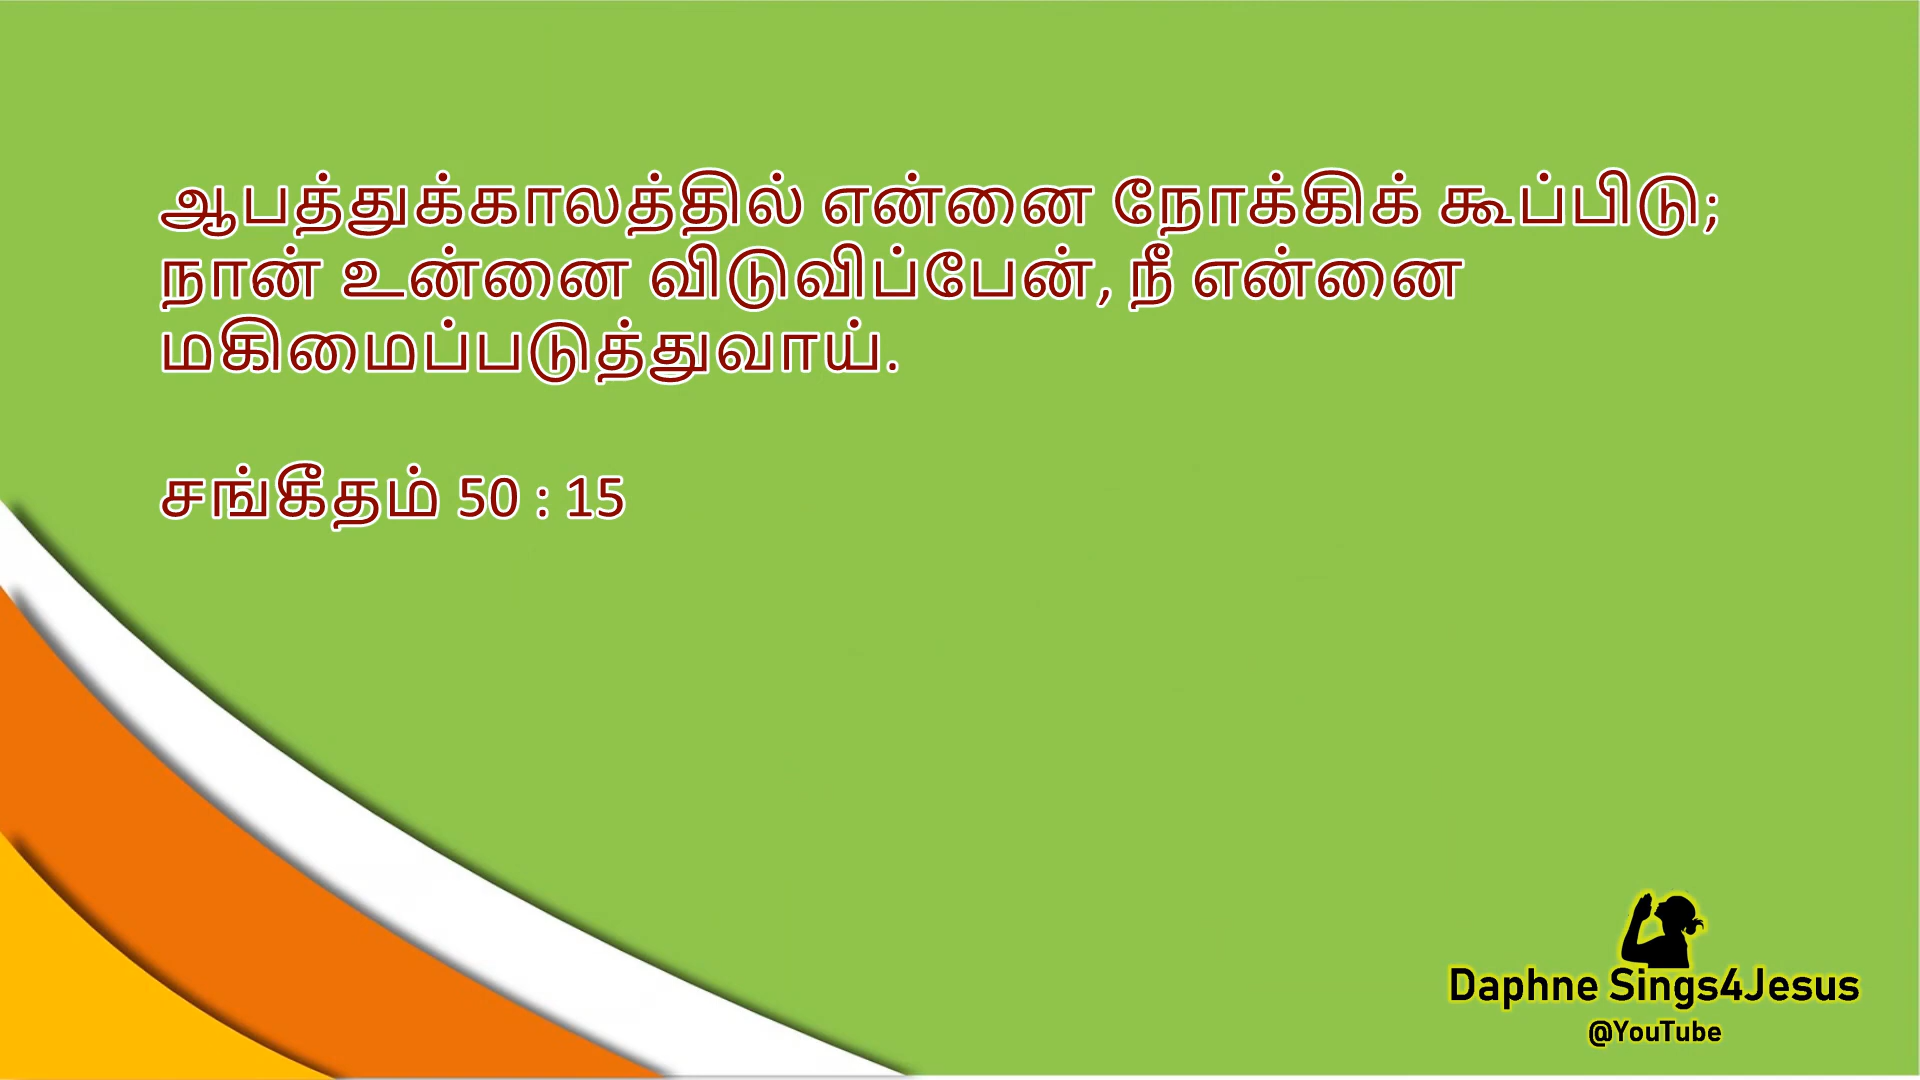 ஆபத்துக்காலத்தில் என்னை நோக்கிக் கூப்பிடு;
நான் உன்னை விடுவிப்பேன், நீ என்னை
மகிமைப்படுத்துவாய்.
சங்கீதம் 50 : 15
Daphne Sings4Jesus
@YouTube